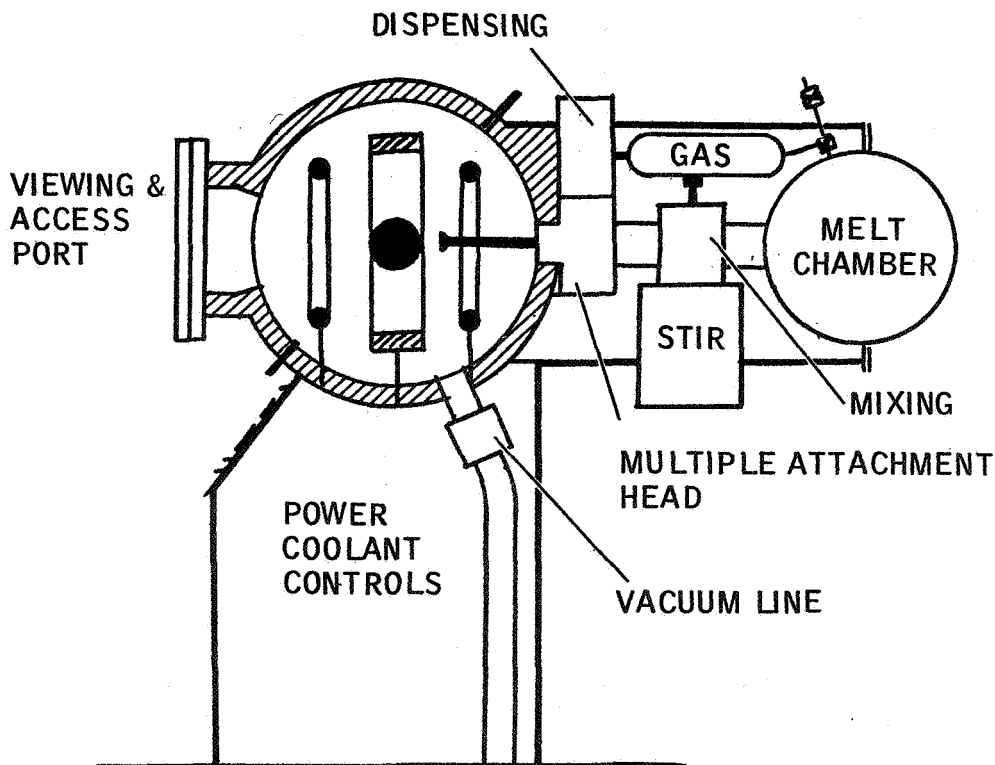 DISPENSING
GAS
VIEWING &
ACCESS
PORT
MELT
CHAMBER
STIR
MIXING
MULTIPLE ATTACHMENT
HEAD
POWER
COOLANT
CONTROLS
VACUUM LINE